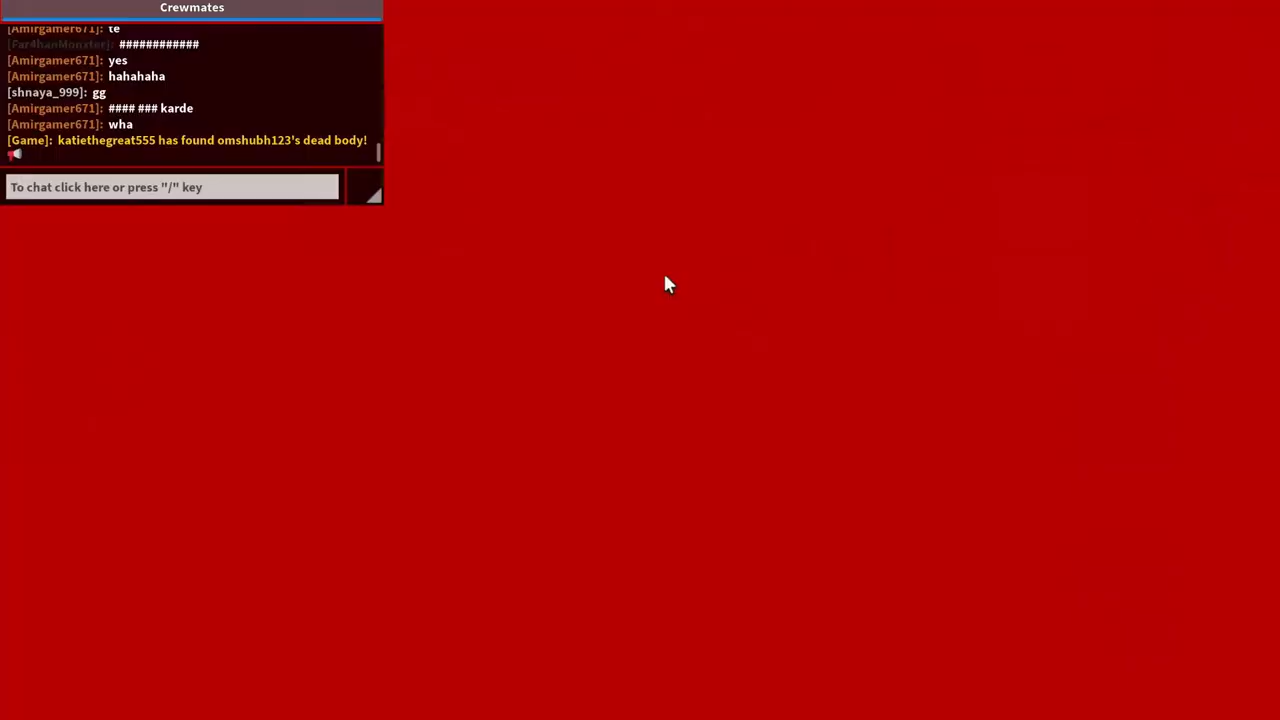 Crewmates
[Amirgamer671]: te
[Far4hanMonxter]: ############
[Amirgamer671]: yes
[Amirgamer671]: hahahaha
[shnaya_999]: gg
[Amirgamer671]: #### ### karde
[Amirgamer671]: wha
[Game]: katiethegreat555 has found omshubh123's dead body!
To chat click here or press "/" key